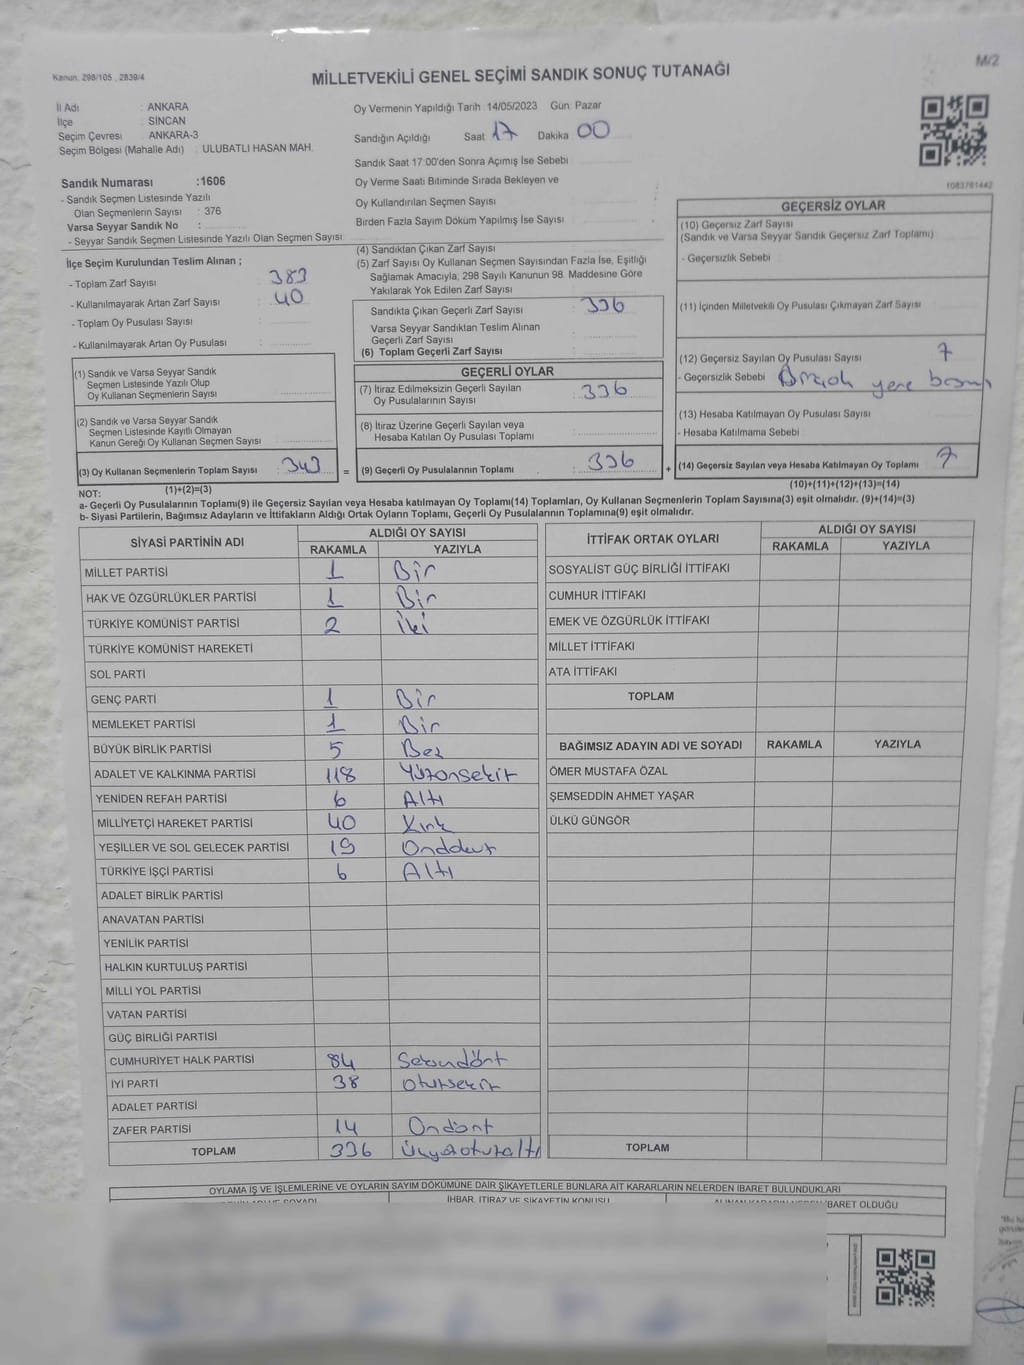 Kanun, 298/105 , 2839/4
M/2
MİLLETVEKİLİ GENEL SEÇİMİ SANDIK SONUÇ TUTANAĞI
İl Adı : ANKARA
İlçe : SİNCAN
Seçim Çevresi : ANKARA-3
Seçim Bölgesi (Mahalle Adı) : ULUBATLI HASAN MAH.
Sandık Numarası :1606
- Sandık Seçmen Listesinde Yazılı
Olan Seçmenlerin Sayısı : 376
Varsa Seyyar Sandık No :
- Seyyar Sandık Seçmen Listesinde Yazılı Olan Seçmen Sayısı:
İlçe Seçim Kurulundan Teslim Alınan ;
- Toplam Zarf Sayısı : 383
- Kullanılmayarak Artan Zarf Sayısı : 40
- Toplam Oy Pusulası Sayısı :
- Kullanılmayarak Artan Oy Pusulası :
(1) Sandık ve Varsa Seyyar Sandık
Seçmen Listesinde Yazılı Olup
Oy Kullanan Seçmenlerin Sayısı :
(2) Sandık ve Varsa Seyyar Sandık
Seçmen Listesinde Kayıtlı Olmayan
Kanun Gereği Oy Kullanan Seçmen Sayısı :
(3) Oy Kullanan Seçmenlerin Toplam Sayısı : 343
(1)+(2)=(3)
Oy Vermenin Yapıldığı Tarih : 14/05/2023 Gün: Pazar
Sandığın Açıldığı Saat 17 Dakika 00
Sandık Saat 17 00'den Sonra Açımış İse Sebebi
Oy Verme Saati Bitiminde Sırada Bekleyen ve
Oy Kullandırılan Seçmen Sayısı
Birden Fazla Sayım Döküm Yapılmış İse Sayısı :
(4) Sandıktan Çıkan Zarf Sayısı
(5) Zarf Sayısı Oy Kullanan Seçmen Sayısından Fazla İse, Eşitliği
Sağlamak Amacıyla, 298 Sayılı Kanunun 98. Maddesine Göre
Yakılarak Yok Edilen Zarf Sayısı
Sandıkta Çıkan Geçerli Zarf Sayısı : 336
Varsa Seyyar Sandıktan Teslim Alınan
Geçerli Zarf Sayısı
(6) Toplam Geçerli Zarf Sayısı
GEÇERLİ OYLAR
(7) İtiraz Edilmeksizin Geçerli Sayılan
Oy Pusulalarının Sayısı : 336
(8) İtiraz Üzerine Geçerli Sayılan veya
Hesaba Katılan Oy Pusulası Toplamı
= (9) Geçerli Oy Pusulalarının Toplamı : 336
1083781442
GEÇERSİZ OYLAR
(10) Geçersiz Zarf Sayısı
(Sandık ve Varsa Seyyar Sandık Geçersiz Zarf Toplamı)
- Geçersizlik Sebebi
(11) İçinden Milletvekili Oy Pusulası Çıkmayan Zarf Sayısı
(12) Geçersiz Sayılan Oy Pusulası Sayısı 7
- Geçersizlik Sebebi Birçok yere basım
(13) Hesaba Katılmayan Oy Pusulası Sayısı
- Hesaba Katılmama Sebebi
+ (14) Geçersiz Sayılan veya Hesaba Katılmayan Oy Toplamı 7
(10)+(11)+(12)+(13)=(14)
NOT:
a- Geçerli Oy Pusulalarının Toplamı(9) ile Geçersiz Sayılan veya Hesaba katılmayan Oy Toplamı(14) Toplamları, Oy Kullanan Seçmenlerin Toplam Sayısına(3) eşit olmalıdır. (9)+(14)=(3)
b- Siyasi Partilerin, Bağımsız Adayların ve İttifakların Aldığı Ortak Oyların Toplamı, Geçerli Oy Pusulalarının Toplamına(9) eşit olmalıdır.
SİYASİ PARTİNİN ADI
ALDIĞI OY SAYISI
RAKAMLA YAZIYLA
MİLLET PARTİSİ 1 Bir
HAK VE ÖZGÜRLÜKLER PARTİSİ 1 Bir
TÜRKİYE KOMÜNİST PARTİSİ 2 iki
TÜRKİYE KOMÜNİST HAREKETİ
SOL PARTİ
GENÇ PARTİ 1 Bir
MEMLEKET PARTİSİ 1 Bir
BÜYÜK BİRLİK PARTİSİ 5 Beş
ADALET VE KALKINMA PARTİSİ 118 Yüzonsekiz
YENİDEN REFAH PARTİSİ 6 Altı
MİLLİYETÇİ HAREKET PARTİSİ 40 Kırk
YEŞİLLER VE SOL GELECEK PARTİSİ 19 Ondokuz
TÜRKİYE İŞÇİ PARTİSİ 6 Altı
ADALET BİRLİK PARTİSİ
ANAVATAN PARTİSİ
YENİLİK PARTİSİ
HALKIN KURTULUŞ PARTİSİ
MİLLİ YOL PARTİSİ
VATAN PARTİSİ
GÜÇ BİRLİĞİ PARTİSİ
CUMHURİYET HALK PARTİSİ 84 Seksendört
İYİ PARTİ 38 Otuzsekiz
ADALET PARTİSİ
ZAFER PARTİSİ 14 Ondört
TOPLAM 336 Üçyüzotuzaltı
İTTİFAK ORTAK OYLARI
ALDIĞI OY SAYISI
RAKAMLA YAZIYLA
SOSYALİST GÜÇ BİRLİĞİ İTTİFAKI
CUMHUR İTTİFAKI
EMEK VE ÖZGÜRLÜK İTTİFAKI
MİLLET İTTİFAKI
ATA İTTİFAKI
TOPLAM
BAĞIMSIZ ADAYIN ADI VE SOYADI RAKAMLA YAZIYLA
ÖMER MUSTAFA ÖZAL
ŞEMSEDDİN AHMET YAŞAR
ÜLKÜ GÜNGÖR
TOPLAM
OYLAMA İŞ VE İŞLEMLERİNE VE OYLARIN SAYIM DÖKÜMÜNE DAİR ŞİKAYETLERLE BUNLARA AİT KARARLARIN NELERDEN İBARET BULUNDUKLARI
İHBAR, İTİRAZ VE ŞİKAYETİN KONUSU
İBARET OLDUĞU